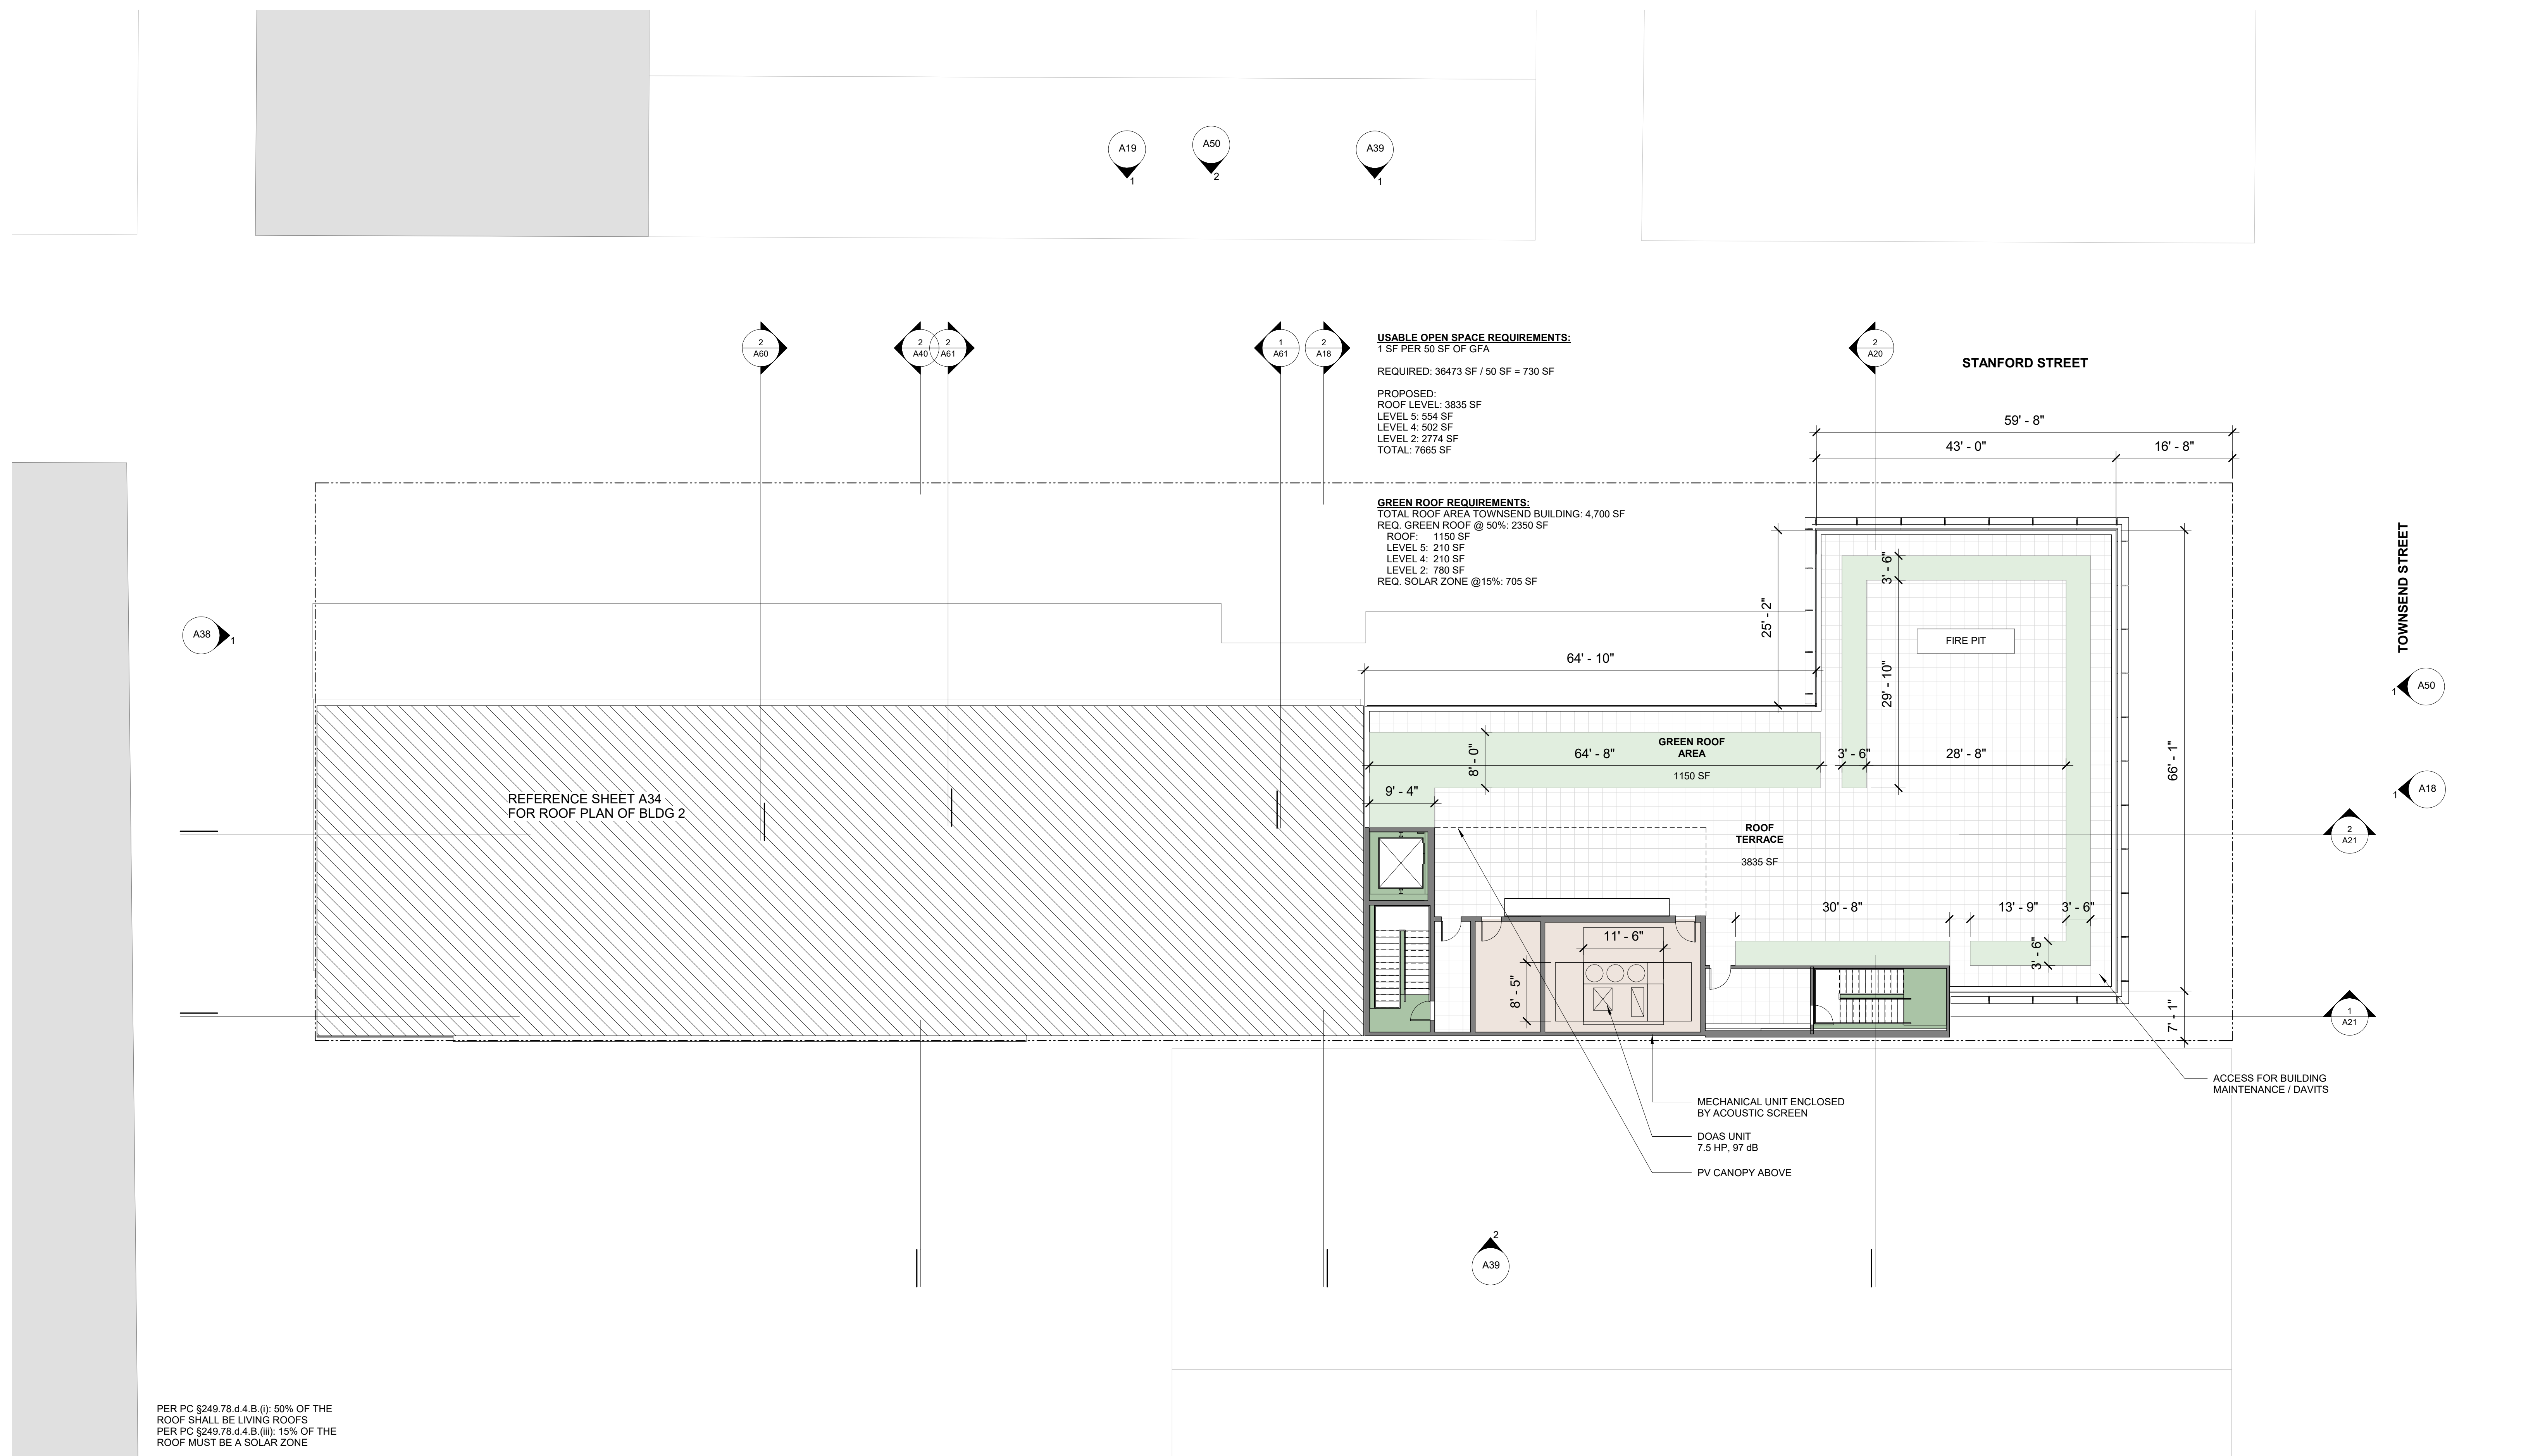 A19
1
A50
2
A39
1
2
A60
2
A40
2
A61
1
A61
2
A18
2
A20
USABLE OPEN SPACE REQUIREMENTS:
1 SF PER 50 SF OF GFA
REQUIRED: 36473 SF / 50 SF = 730 SF
PROPOSED:
ROOF LEVEL: 3835 SF
LEVEL 5: 554 SF
LEVEL 4: 502 SF
LEVEL 2: 2774 SF
TOTAL: 7665 SF
STANFORD STREET
59' - 8"
43' - 0"
16' - 8"
GREEN ROOF REQUIREMENTS:
TOTAL ROOF AREA TOWNSEND BUILDING: 4,700 SF
REQ. GREEN ROOF @ 50%: 2350 SF
ROOF: 1150 SF
LEVEL 5: 210 SF
LEVEL 4: 210 SF
LEVEL 2: 780 SF
REQ. SOLAR ZONE @15%: 705 SF
TOWNSEND STREET
3' - 6"
25' - 2"
A38
1
FIRE PIT
64' - 10"
29' - 10"
1
A50
GREEN ROOF
AREA
1150 SF
8' - 0"
64' - 8"
3' - 6"
28' - 8"
66' - 1"
9' - 4"
1
A18
REFERENCE SHEET A34
FOR ROOF PLAN OF BLDG 2
ROOF
TERRACE
3835 SF
2
A21
30' - 8"
13' - 9"
3' - 6"
11' - 6"
3' - 6"
8' - 5"
7' - 1"
1
A21
ACCESS FOR BUILDING
MAINTENANCE / DAVITS
MECHANICAL UNIT ENCLOSED
BY ACOUSTIC SCREEN
DOAS UNIT
7.5 HP, 97 dB
PV CANOPY ABOVE
2
A39
PER PC §249.78.d.4.B.(i): 50% OF THE
ROOF SHALL BE LIVING ROOFS
PER PC §249.78.d.4.B.(iii): 15% OF THE
ROOF MUST BE A SOLAR ZONE